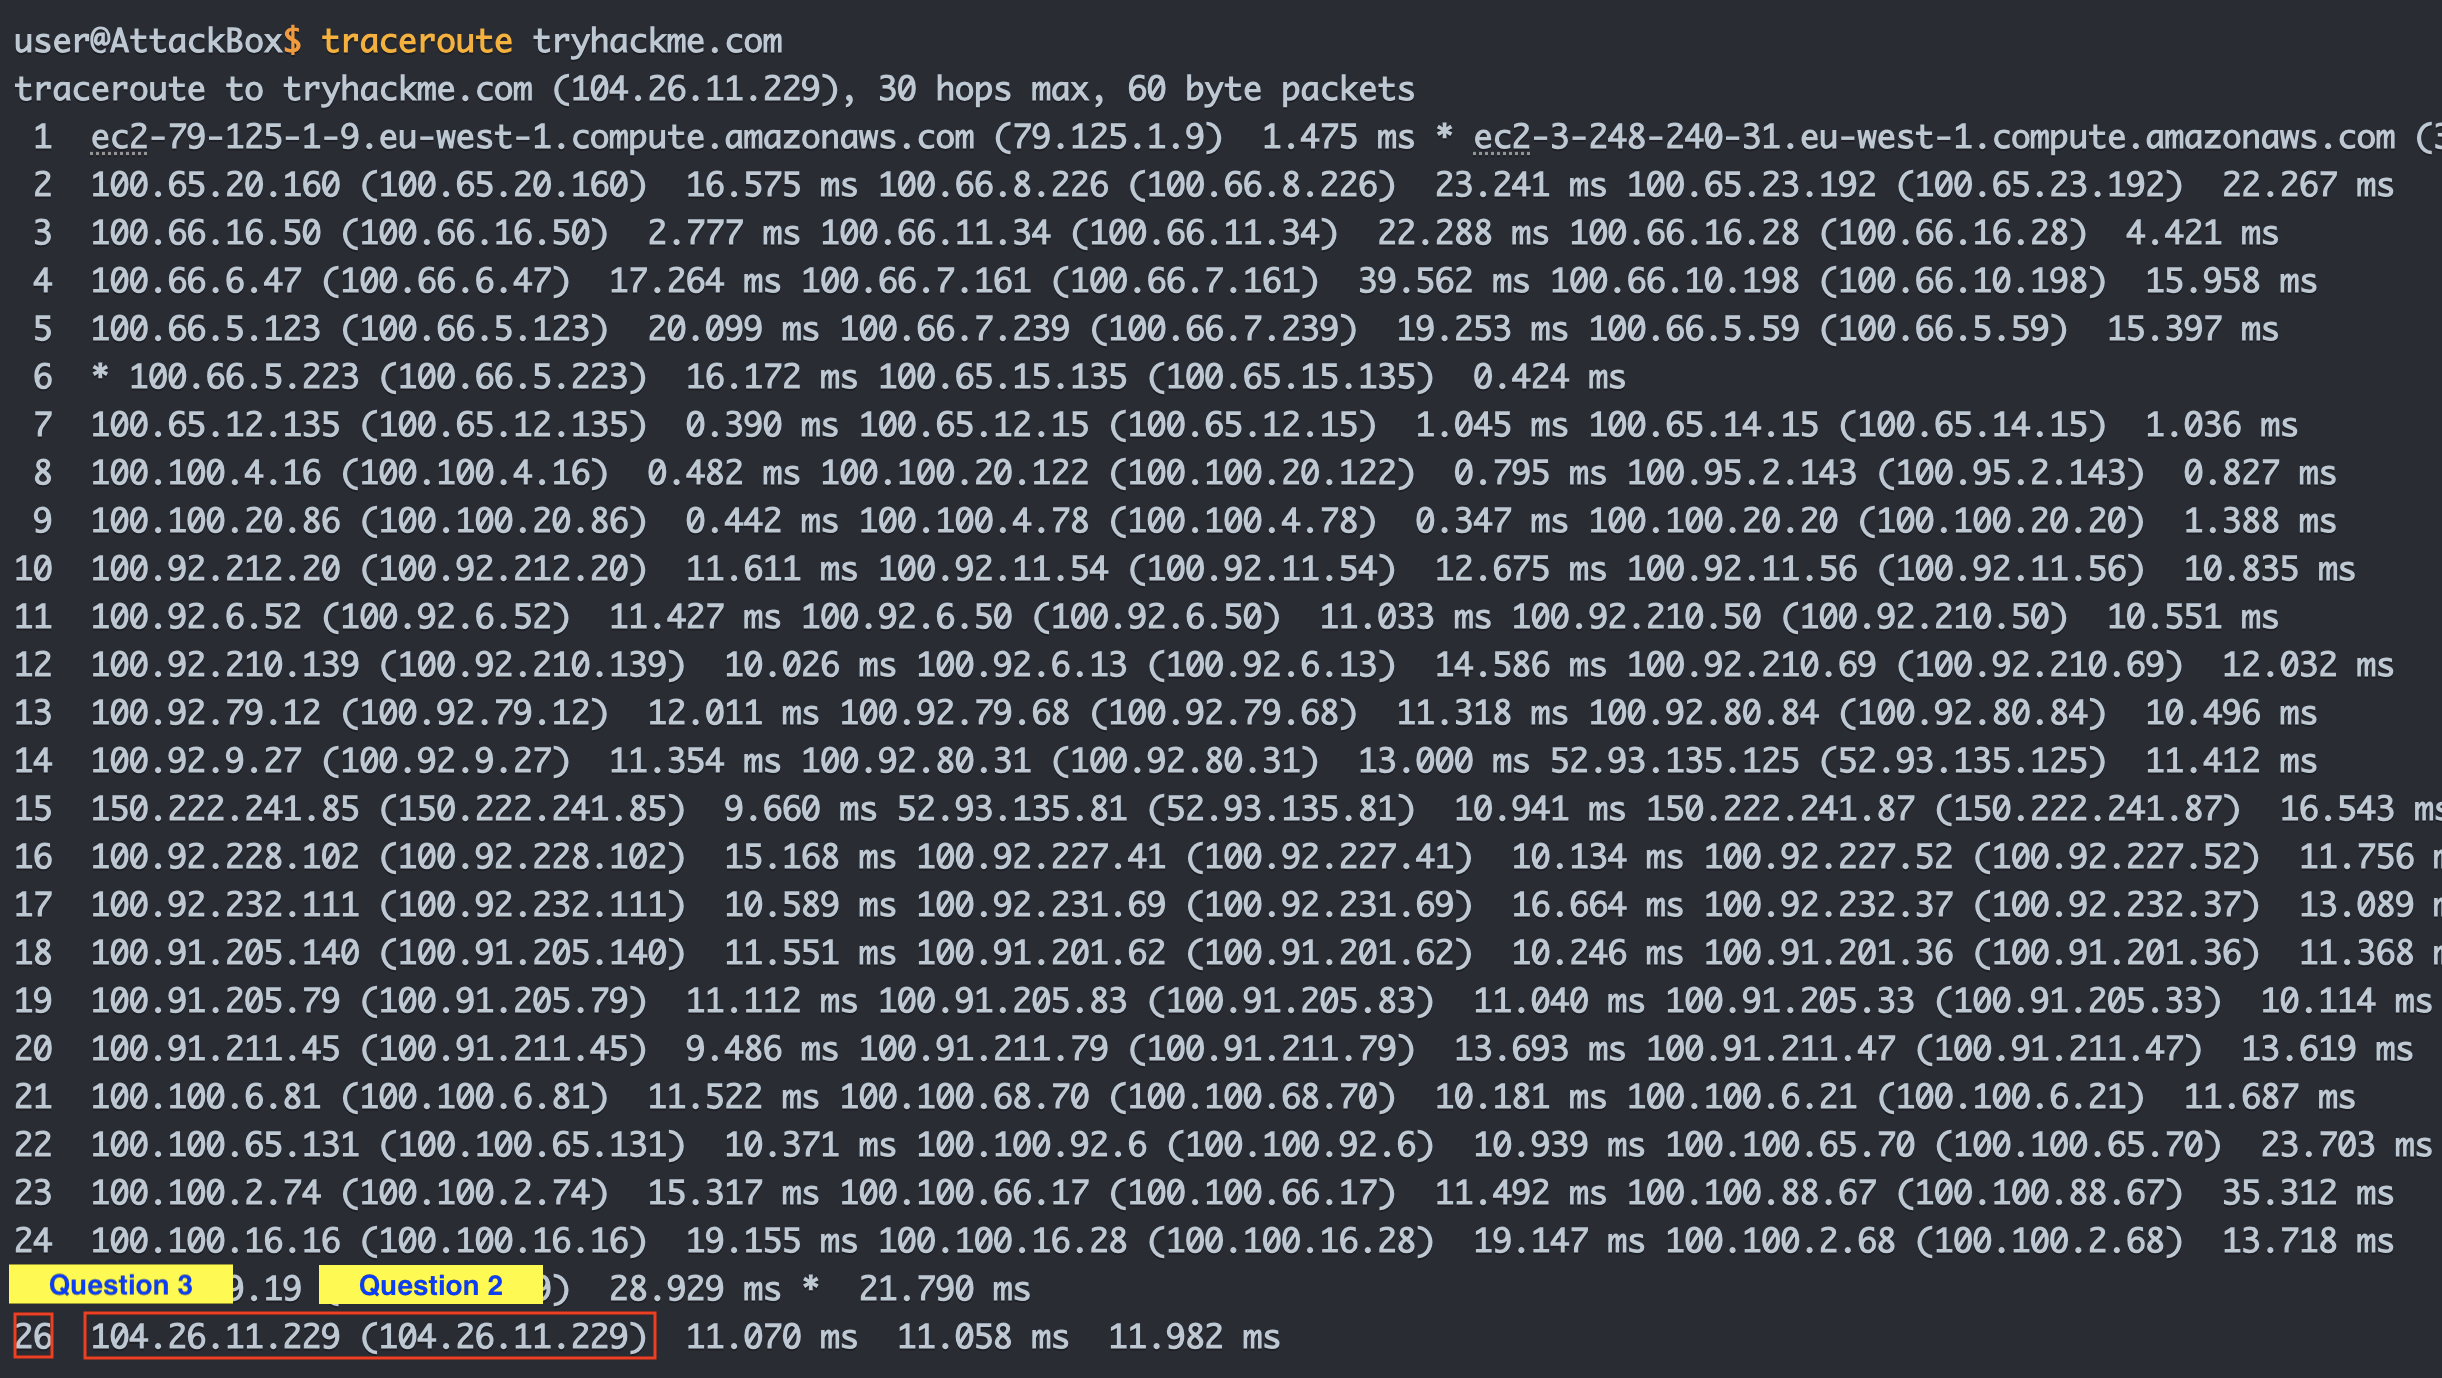 user@AttackBox$ traceroute tryhackme.com
traceroute to tryhackme.com (104.26.11.229), 30 hops max, 60 byte packets
1 ec2-79-125-1-9.eu-west-1.compute.amazonaws.com (79.125.1.9) 1.475 ms * ec2-3-248-240-31.eu-west-1.compute.amazonaws.com (3
2 100.65.20.160 (100.65.20.160) 16.575 ms 100.66.8.226 (100.66.8.226) 23.241 ms 100.65.23.192 (100.65.23.192) 22.267 ms
3 100.66.16.50 (100.66.16.50) 2.777 ms 100.66.11.34 (100.66.11.34) 22.288 ms 100.66.16.28 (100.66.16.28) 4.421 ms
4 100.66.6.47 (100.66.6.47) 17.264 ms 100.66.7.161 (100.66.7.161) 39.562 ms 100.66.10.198 (100.66.10.198) 15.958 ms
5 100.66.5.123 (100.66.5.123) 20.099 ms 100.66.7.239 (100.66.7.239) 19.253 ms 100.66.5.59 (100.66.5.59) 15.397 ms
6 * 100.66.5.223 (100.66.5.223) 16.172 ms 100.65.15.135 (100.65.15.135) 0.424 ms
7 100.65.12.135 (100.65.12.135) 0.390 ms 100.65.12.15 (100.65.12.15) 1.045 ms 100.65.14.15 (100.65.14.15) 1.036 ms
8 100.100.4.16 (100.100.4.16) 0.482 ms 100.100.20.122 (100.100.20.122) 0.795 ms 100.95.2.143 (100.95.2.143) 0.827 ms
9 100.100.20.86 (100.100.20.86) 0.442 ms 100.100.4.78 (100.100.4.78) 0.347 ms 100.100.20.20 (100.100.20.20) 1.388 ms
10 100.92.212.20 (100.92.212.20) 11.611 ms 100.92.11.54 (100.92.11.54) 12.675 ms 100.92.11.56 (100.92.11.56) 10.835 ms
11 100.92.6.52 (100.92.6.52) 11.427 ms 100.92.6.50 (100.92.6.50) 11.033 ms 100.92.210.50 (100.92.210.50) 10.551 ms
12 100.92.210.139 (100.92.210.139) 10.026 ms 100.92.6.13 (100.92.6.13) 14.586 ms 100.92.210.69 (100.92.210.69) 12.032 ms
13 100.92.79.12 (100.92.79.12) 12.011 ms 100.92.79.68 (100.92.79.68) 11.318 ms 100.92.80.84 (100.92.80.84) 10.496 ms
14 100.92.9.27 (100.92.9.27) 11.354 ms 100.92.80.31 (100.92.80.31) 13.000 ms 52.93.135.125 (52.93.135.125) 11.412 ms
15 150.222.241.85 (150.222.241.85) 9.660 ms 52.93.135.81 (52.93.135.81) 10.941 ms 150.222.241.87 (150.222.241.87) 16.543 ms
16 100.92.228.102 (100.92.228.102) 15.168 ms 100.92.227.41 (100.92.227.41) 10.134 ms 100.92.227.52 (100.92.227.52) 11.756 m
17 100.92.232.111 (100.92.232.111) 10.589 ms 100.92.231.69 (100.92.231.69) 16.664 ms 100.92.232.37 (100.92.232.37) 13.089 m
18 100.91.205.140 (100.91.205.140) 11.551 ms 100.91.201.62 (100.91.201.62) 10.246 ms 100.91.201.36 (100.91.201.36) 11.368 m
19 100.91.205.79 (100.91.205.79) 11.112 ms 100.91.205.83 (100.91.205.83) 11.040 ms 100.91.205.33 (100.91.205.33) 10.114 ms
20 100.91.211.45 (100.91.211.45) 9.486 ms 100.91.211.79 (100.91.211.79) 13.693 ms 100.91.211.47 (100.91.211.47) 13.619 ms
21 100.100.6.81 (100.100.6.81) 11.522 ms 100.100.68.70 (100.100.68.70) 10.181 ms 100.100.6.21 (100.100.6.21) 11.687 ms
22 100.100.65.131 (100.100.65.131) 10.371 ms 100.100.92.6 (100.100.92.6) 10.939 ms 100.100.65.70 (100.100.65.70) 23.703 ms
23 100.100.2.74 (100.100.2.74) 15.317 ms 100.100.66.17 (100.100.66.17) 11.492 ms 100.100.88.67 (100.100.88.67) 35.312 ms
24 100.100.16.16 (100.100.16.16) 19.155 ms 100.100.16.28 (100.100.16.28) 19.147 ms 100.100.2.68 (100.100.2.68) 13.718 ms
Question 3 9.19 Question 2 ) 28.929 ms * 21.790 ms
26 104.26.11.229 (104.26.11.229) 11.070 ms 11.058 ms 11.982 ms